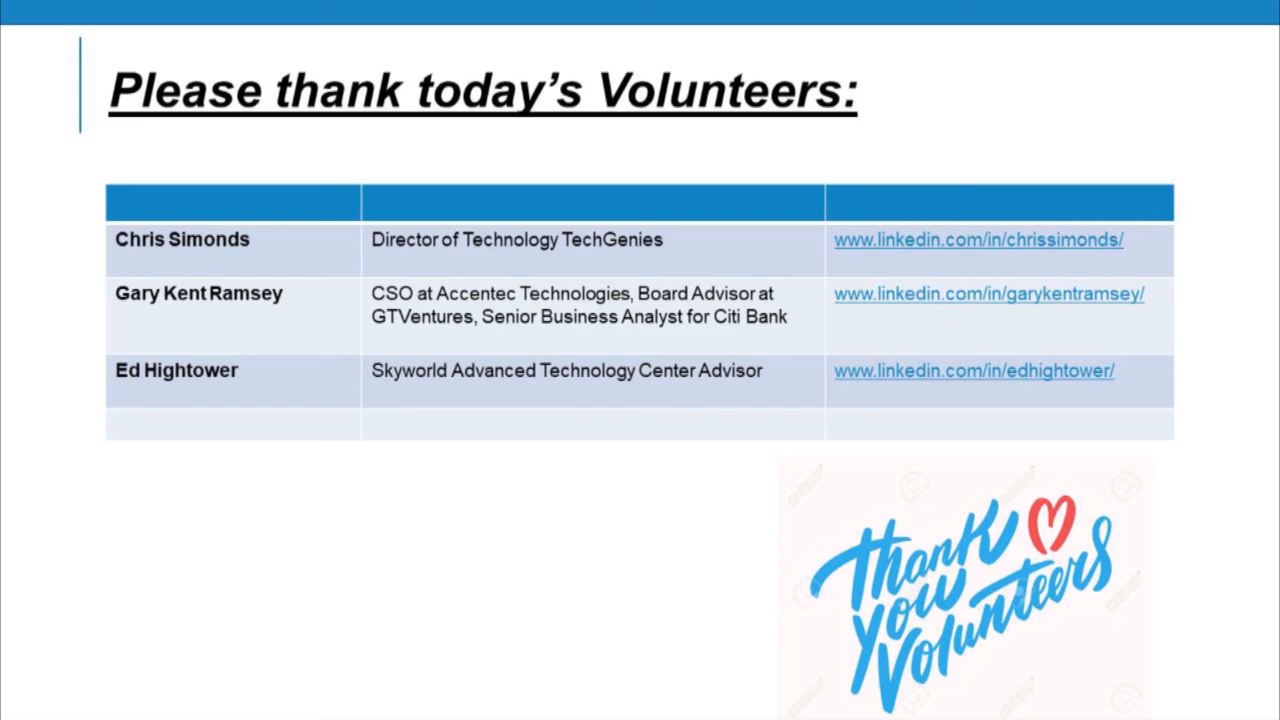 Please thank today's Volunteers:
Chris Simonds
Director of Technology TechGenies
www.linkedin.com/in/chrissimonds/
Gary Kent Ramsey
CSO at Accentec Technologies, Board Advisor at
GTVentures, Senior Business Analyst for Citi Bank
www.linkedin.com/in/garykentramsey/
Ed Hightower
Skyworld Advanced Technology Center Advisor
www.linkedin.com/in/edhightower/
Thank
you
Volunteers